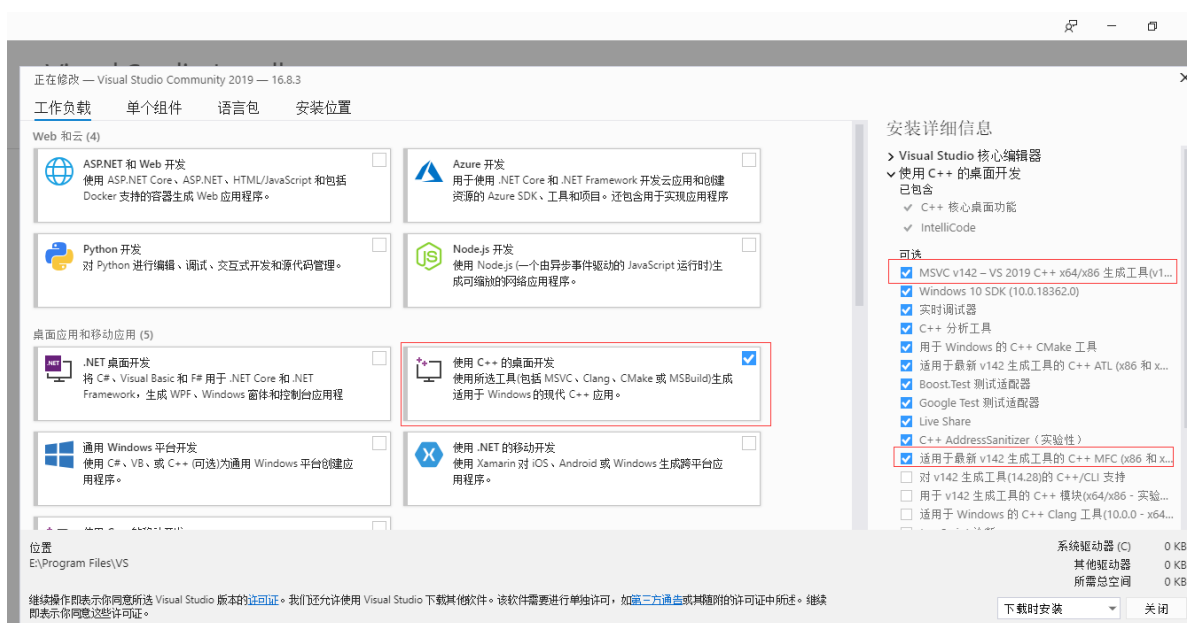 正在修改 — Visual Studio Community 2019 — 16.8.3
工作负载 单个组件 语言包 安装位置
Web 和云 (4)
ASP.NET 和 Web 开发
使用 ASP.NET Core、ASP.NET、HTML/JavaScript 和包括
Docker 支持的容器生成 Web 应用程序。
Azure 开发
用于使用 .NET Core 和 .NET Framework 开发云应用和创建
资源的 Azure SDK、工具和项目。还包含用于实现应用程序
Python 开发
对 Python 进行编辑、调试、交互式开发和源代码管理。
Node.js 开发
使用 Node.js (一个由异步事件驱动的 JavaScript 运行时)生
成可缩放的网络应用程序。
桌面应用和移动应用 (5)
.NET 桌面开发
将 C#、Visual Basic 和 F# 用于 .NET Core 和 .NET
Framework，生成 WPF、Windows 窗体和控制台应用程
使用 C++ 的桌面开发
使用所选工具(包括 MSVC、Clang、CMake 或 MSBuild)生成
适用于 Windows 的现代 C++ 应用。
通用 Windows 平台开发
使用 C#、VB、或 C++ (可选)为通用 Windows 平台创建应
用程序。
使用 .NET 的移动开发
使用 Xamarin 对 iOS、Android 或 Windows 生成跨平台应
用程序。
安装详细信息
Visual Studio 核心编辑器
使用 C++ 的桌面开发
已包含
C++ 核心桌面功能
IntelliCode
可选
MSVC v142 – VS 2019 C++ x64/x86 生成工具(v1...
Windows 10 SDK (10.0.18362.0)
实时调试器
C++ 分析工具
用于 Windows 的 C++ CMake 工具
适用于最新 v142 生成工具的 C++ ATL (x86 和 x...
Boost.Test 测试适配器
Google Test 测试适配器
Live Share
C++ AddressSanitizer（实验性）
适用于最新 v142 生成工具的 C++ MFC (x86 和 x...
对 v142 生成工具(14.28)的 C++/CLI 支持
用于 v142 生成工具的 C++ 模块(x64/x86 - 实验...
适用于 Windows 的 C++ Clang 工具(10.0.0 - x64...
位置
E:\Program Files\VS
系统驱动器 (C) 0 KB
其他驱动器 0 KB
所需总空间 0 KB
继续操作即表示你同意所选 Visual Studio 版本的许可证。我们还允许使用 Visual Studio 下载其他软件。该软件需要进行单独许可，如第三方通告或其随附的许可证中所述。继续
即表示你同意这些许可证。
下载时安装
关闭